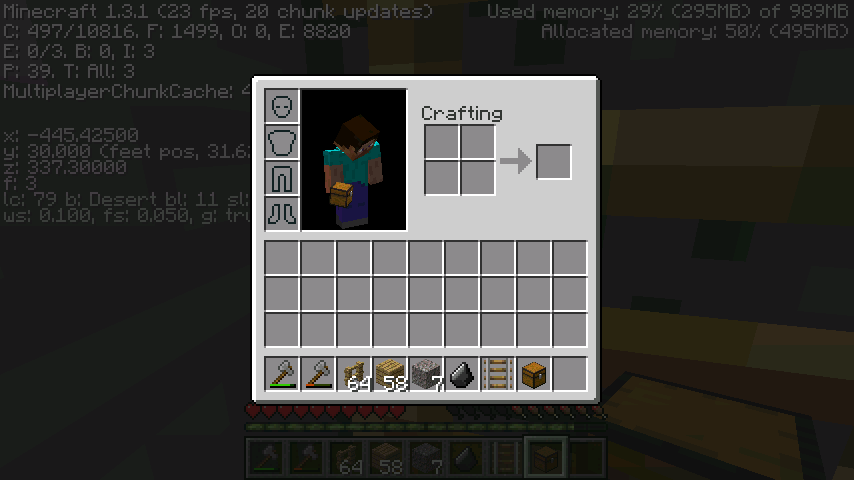 Minecraft 1.3.1 (23 fps, 20 chunk updates)
C: 497/10816. F: 1499, O: 0, E: 8820
E: 0/3. B: 0, I: 3
P: 39. T: All: 3
MultiplayerChunkCache: 4
x: -445.42500
y: 30.000 (feet pos, 31.6
z: 337.30000
f: 3
lc: 79 b: Desert bl: 11 sl:
ws: 0.100, fs: 0.050, g: tru
Used memory: 29% (295MB) of 989MB
Allocated memory: 50% (495MB)
Crafting
64 58 7
64 58 7